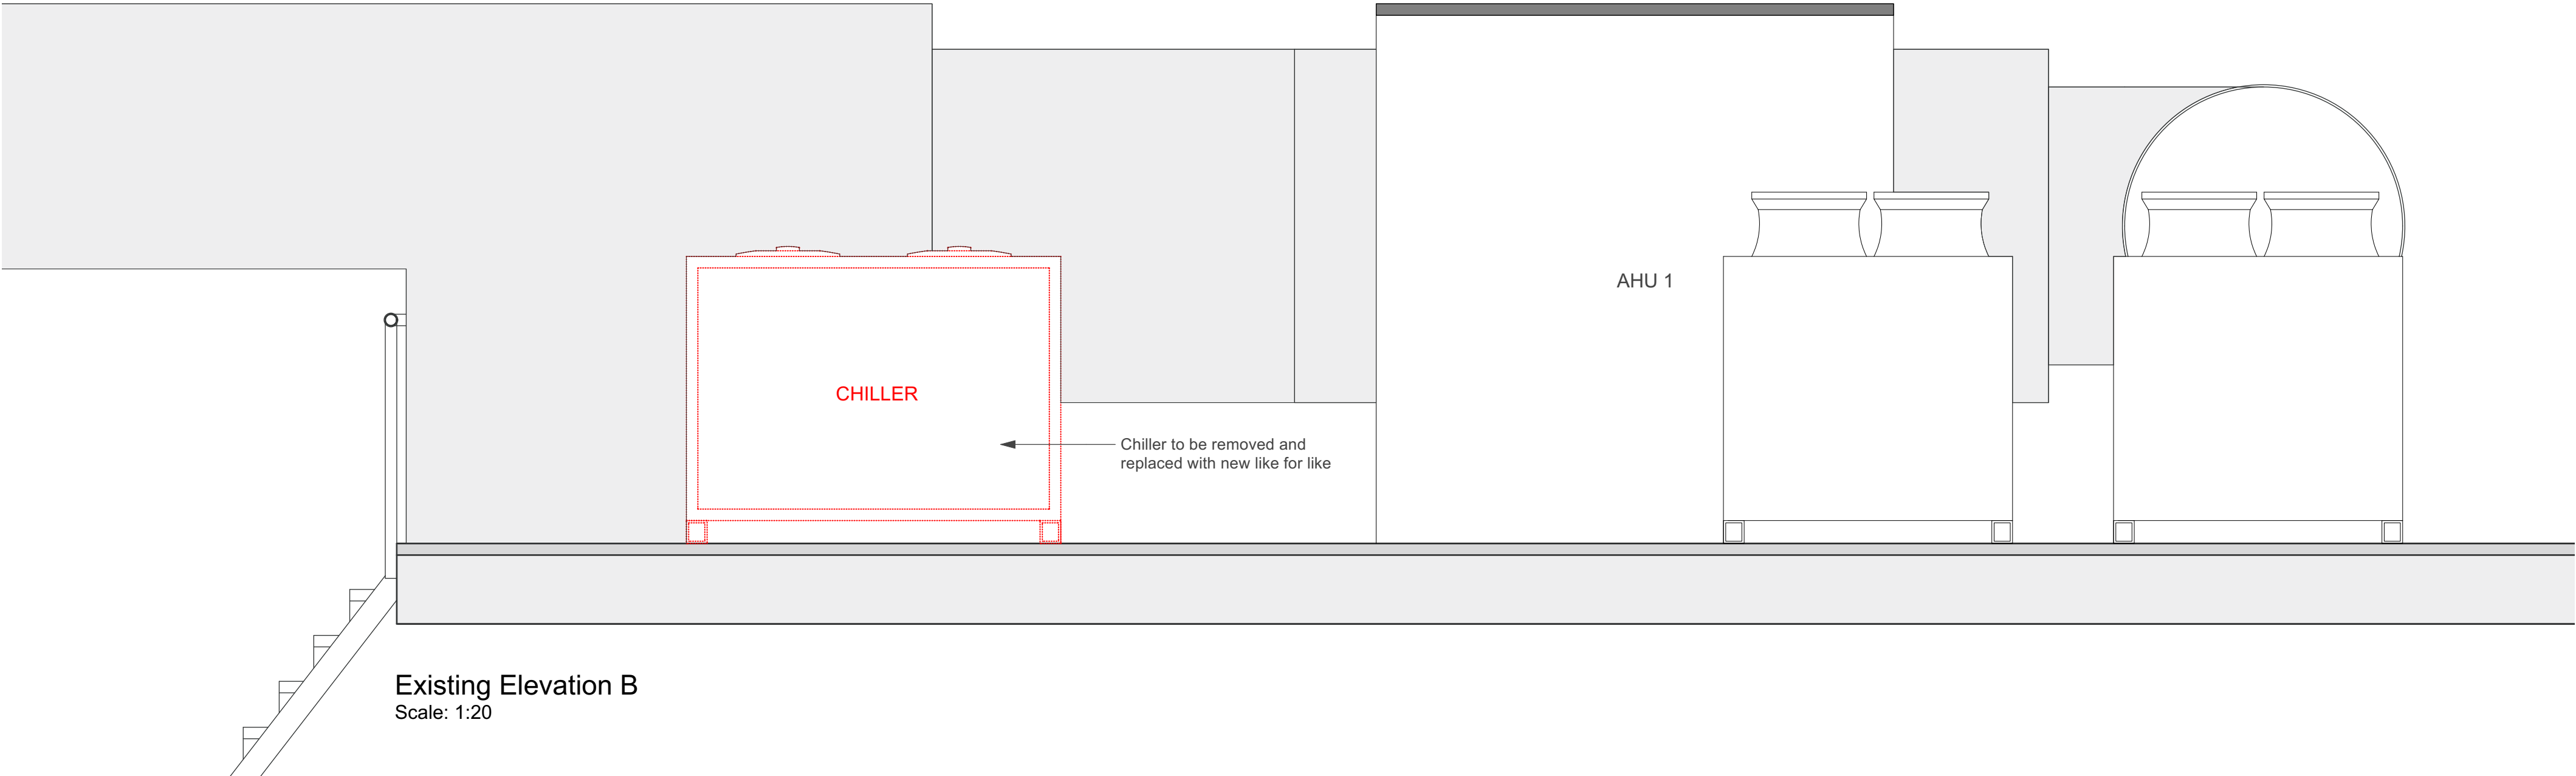 AHU 1
CHILLER
Chiller to be removed and
replaced with new like for like
Existing Elevation B
Scale: 1:20